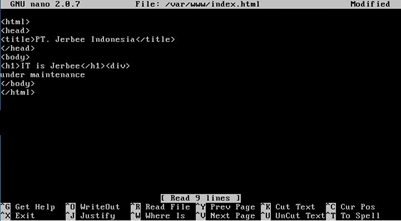 GNU nano 2.0.7 File: /var/www/index.html Modified
<html>
<head>
<title>PT. Jerbee Indonesia</title>
</head>
<body>
<h1>IT is Jerbee</h1><div>
under maintenance
</body>
</html>
[ Read 9 lines ]
^G Get Help ^O WriteOut ^R Read File ^Y Prev Page ^K Cut Text ^C Cur Pos
^X Exit ^J Justify ^W Where Is ^V Next Page ^U UnCut Text ^T To Spell